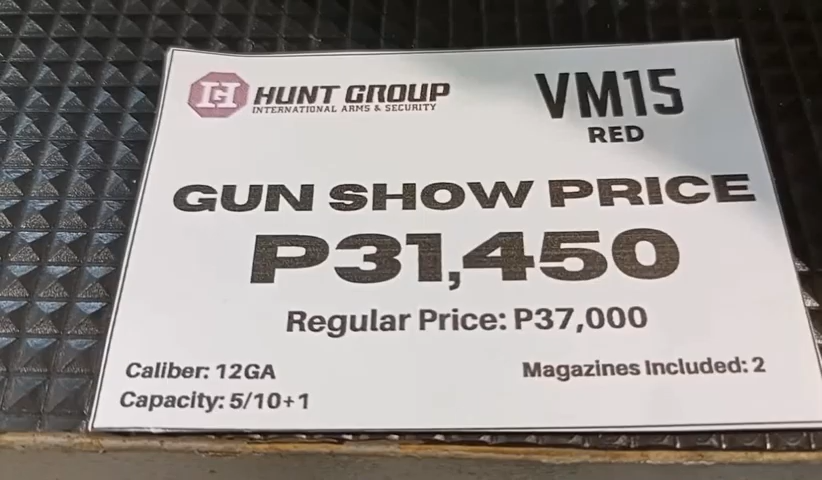 HG
HUNT GROUP
INTERNATIONAL ARMS & SECURITY
VM15
RED
GUN SHOW PRICE
P31,450
Regular Price: P37,000
Caliber: 12GA
Magazines Included: 2
Capacity: 5/10+1